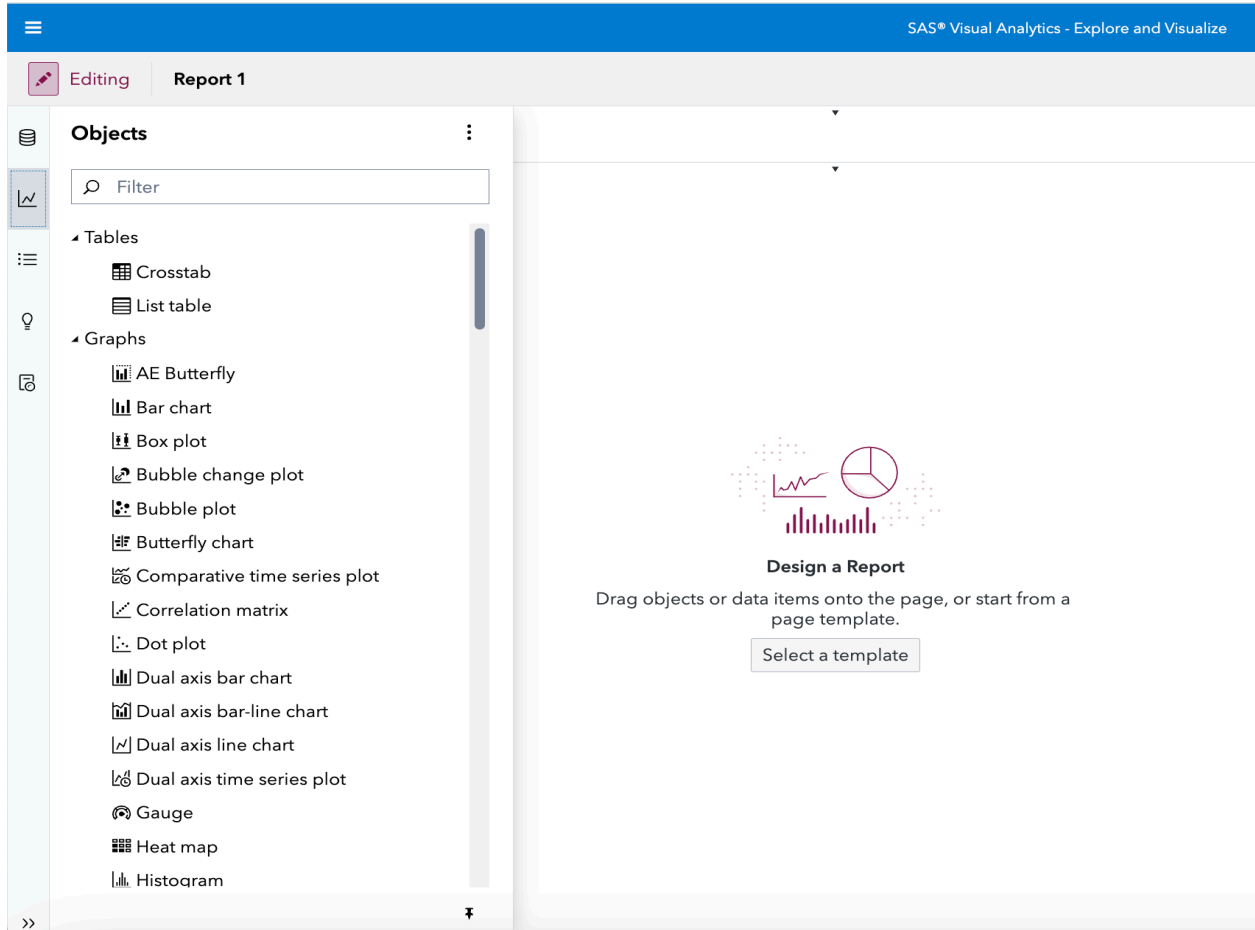 SAS® Visual Analytics - Explore and Visualize
Editing
Report 1
Objects
Filter
Tables
Crosstab
List table
Graphs
AE Butterfly
Bar chart
Box plot
Bubble change plot
Bubble plot
Butterfly chart
Comparative time series plot
Correlation matrix
Dot plot
Dual axis bar chart
Dual axis bar-line chart
Dual axis line chart
Dual axis time series plot
Gauge
Heat map
Histogram
Design a Report
Drag objects or data items onto the page, or start from a
page template.
Select a template